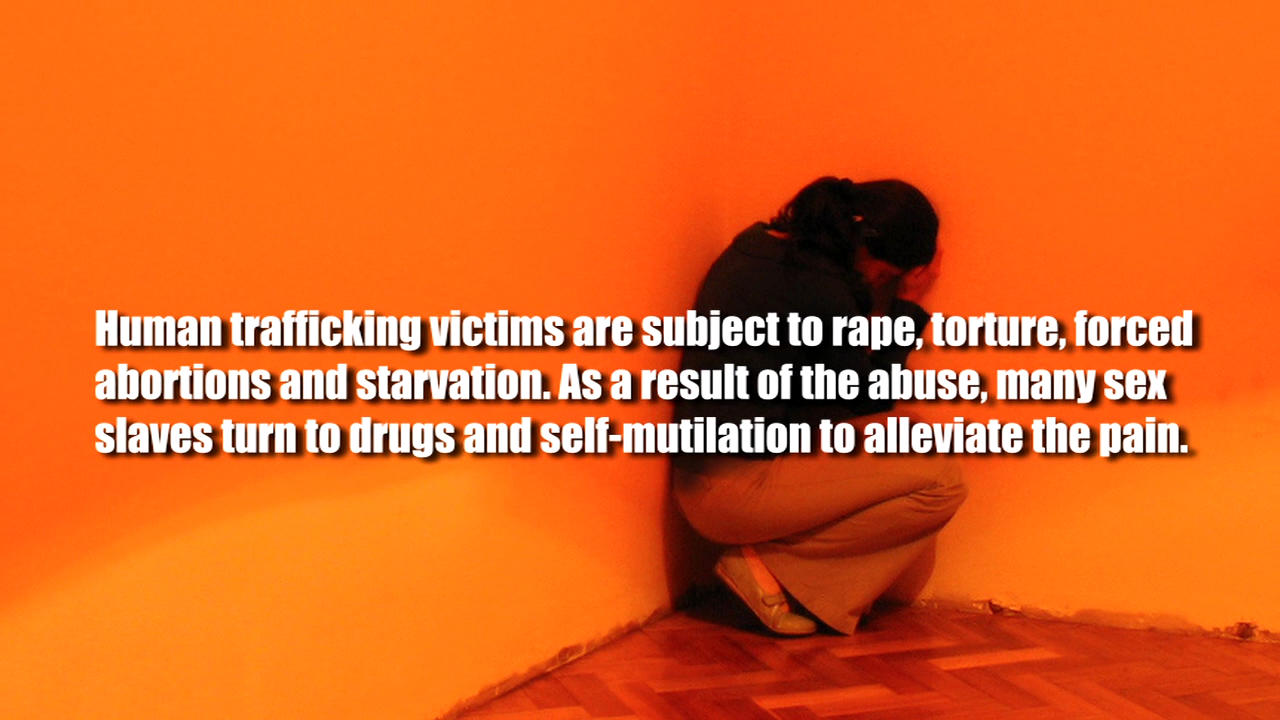 Human trafficking victims are subject to rape, torture, forced
abortions and starvation. As a result of the abuse, many sex
slaves turn to drugs and self-mutilation to alleviate the pain.